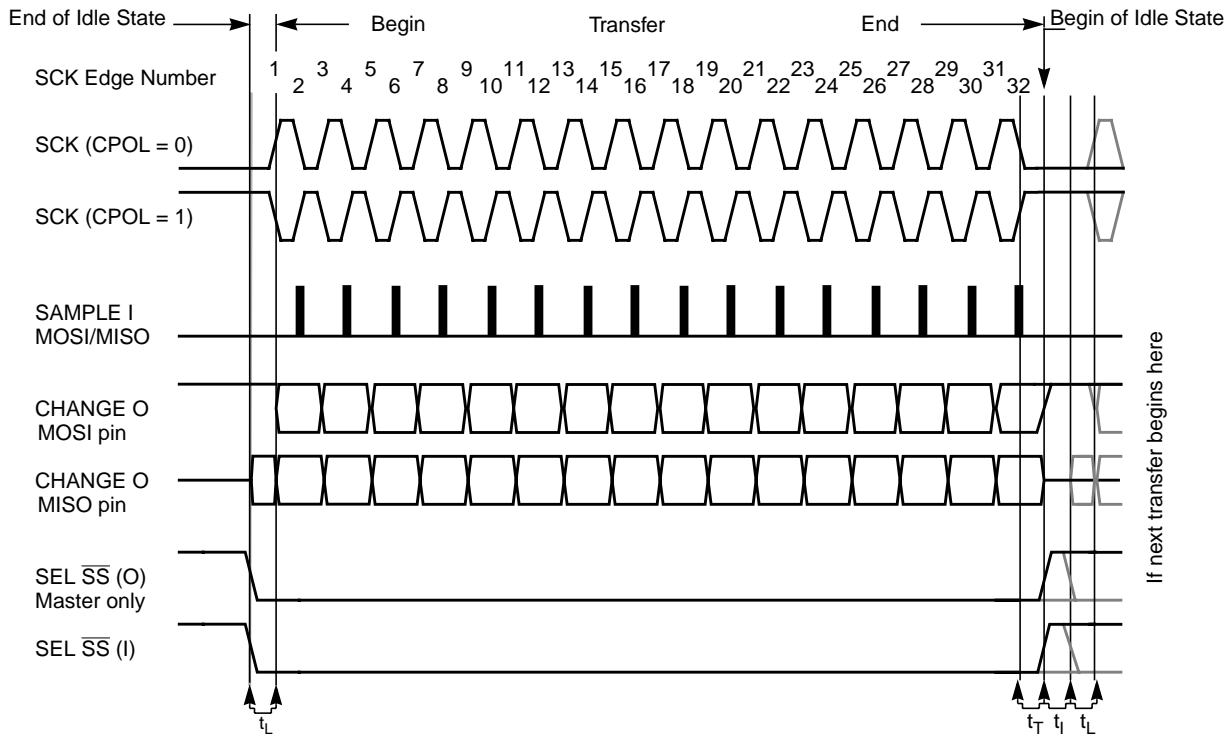 End of Idle State
Begin
Transfer
End
Begin of Idle State
SCK Edge Number
1 3 5 7 9 11 13 15 17 19 21 23 25 27 29 31
2 4 6 8 10 12 14 16 18 20 22 24 26 28 30 32
SCK (CPOL = 0)
SCK (CPOL = 1)
SAMPLE I
MOSI/MISO
CHANGE O
MOSI pin
CHANGE O
MISO pin
SEL S̅S̅ (O)
Master only
SEL S̅S̅ (I)
tL
tT tI tL
If next transfer begins here